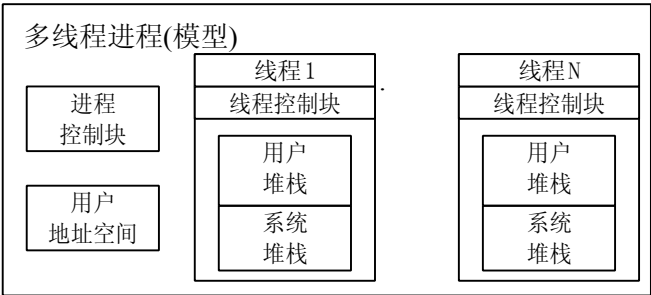 多线程进程(模型)
进程
控制块
用户
地址空间
线程1
线程控制块
用户
堆栈
系统
堆栈
线程N
线程控制块
用户
堆栈
系统
堆栈